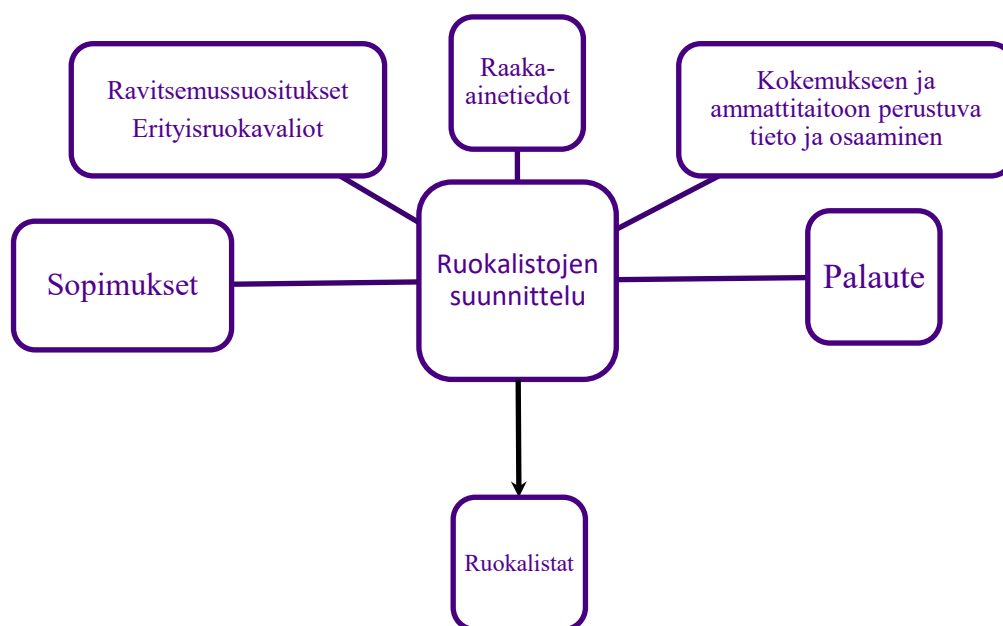 Ravitsemussuositukset
Erityisruokavaliot
Raaka-
ainetiedot
Kokemukseen ja
ammattitaitoon perustuva
tieto ja osaaminen
Sopimukset
Ruokalistojen
suunnittelu
Palaute
Ruokalistat